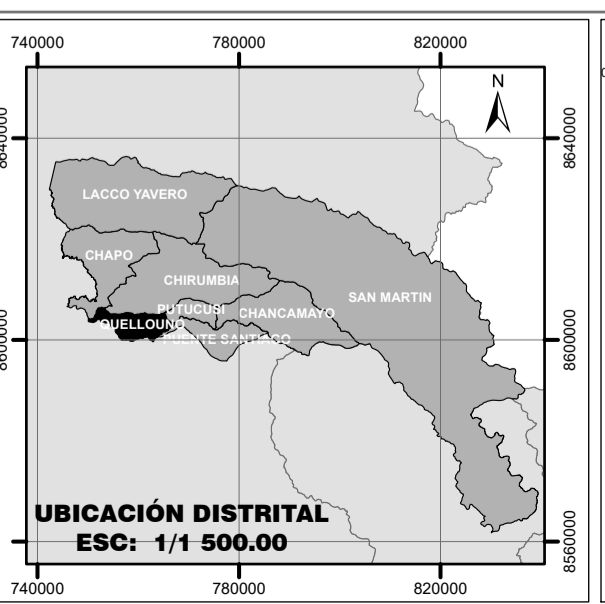 740000 780000 820000
N
8640000 8640000
LACCO YAVERO
CHAPO
CHIRUMBIA
SAN MARTIN
PUTUCUSI
CHANCAMAYO
QUELLOUNO
PUENTE SANTIAGO
8600000 8600000
UBICACIÓN DISTRITAL
ESC: 1/1 500.00
8560000
740000 780000 820000